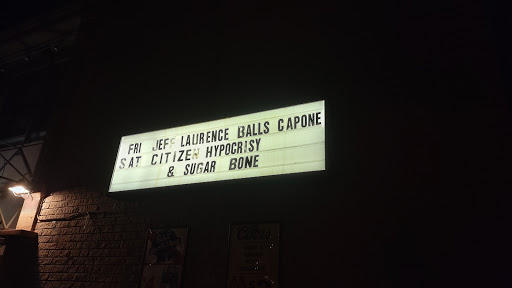 FRI JEFF LAURENCE BALLS CAPONE
SAT CITIZEN HYPOCRISY
& SUGAR BONE